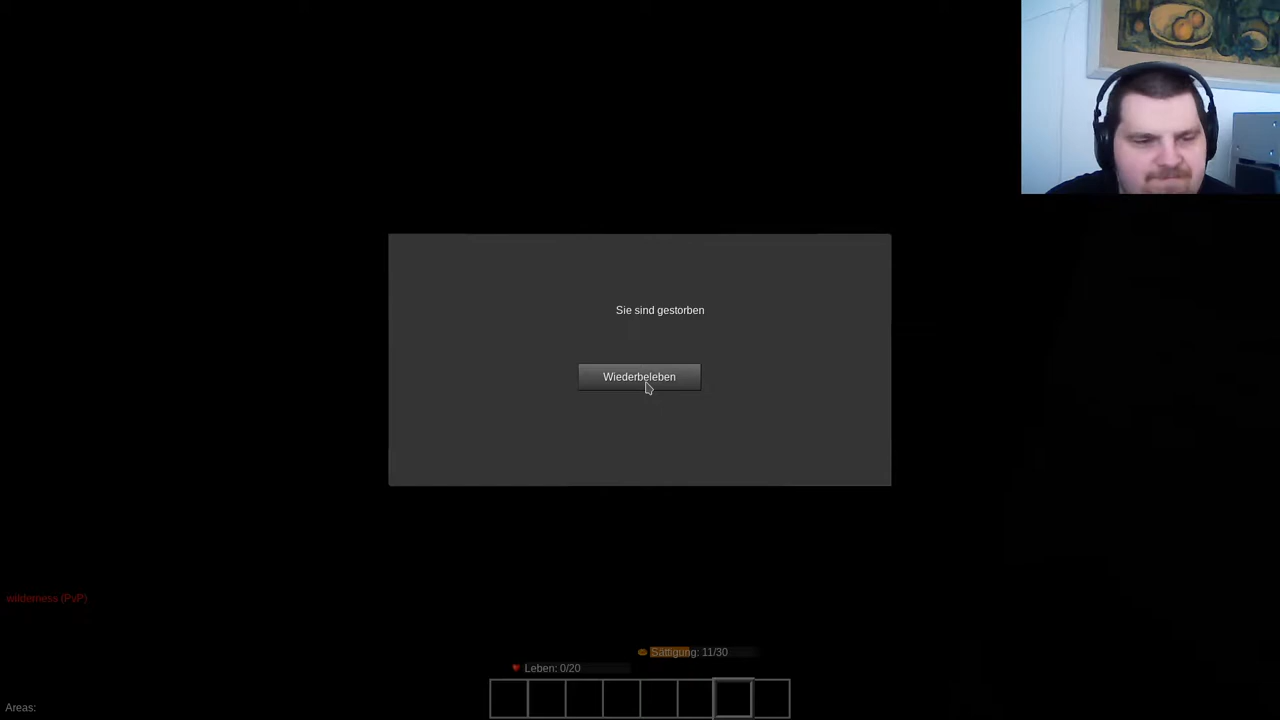 Sie sind gestorben
Wiederbeleben
wilderness (PvP)
Sättigung: 11/30
Leben: 0/20
Areas: